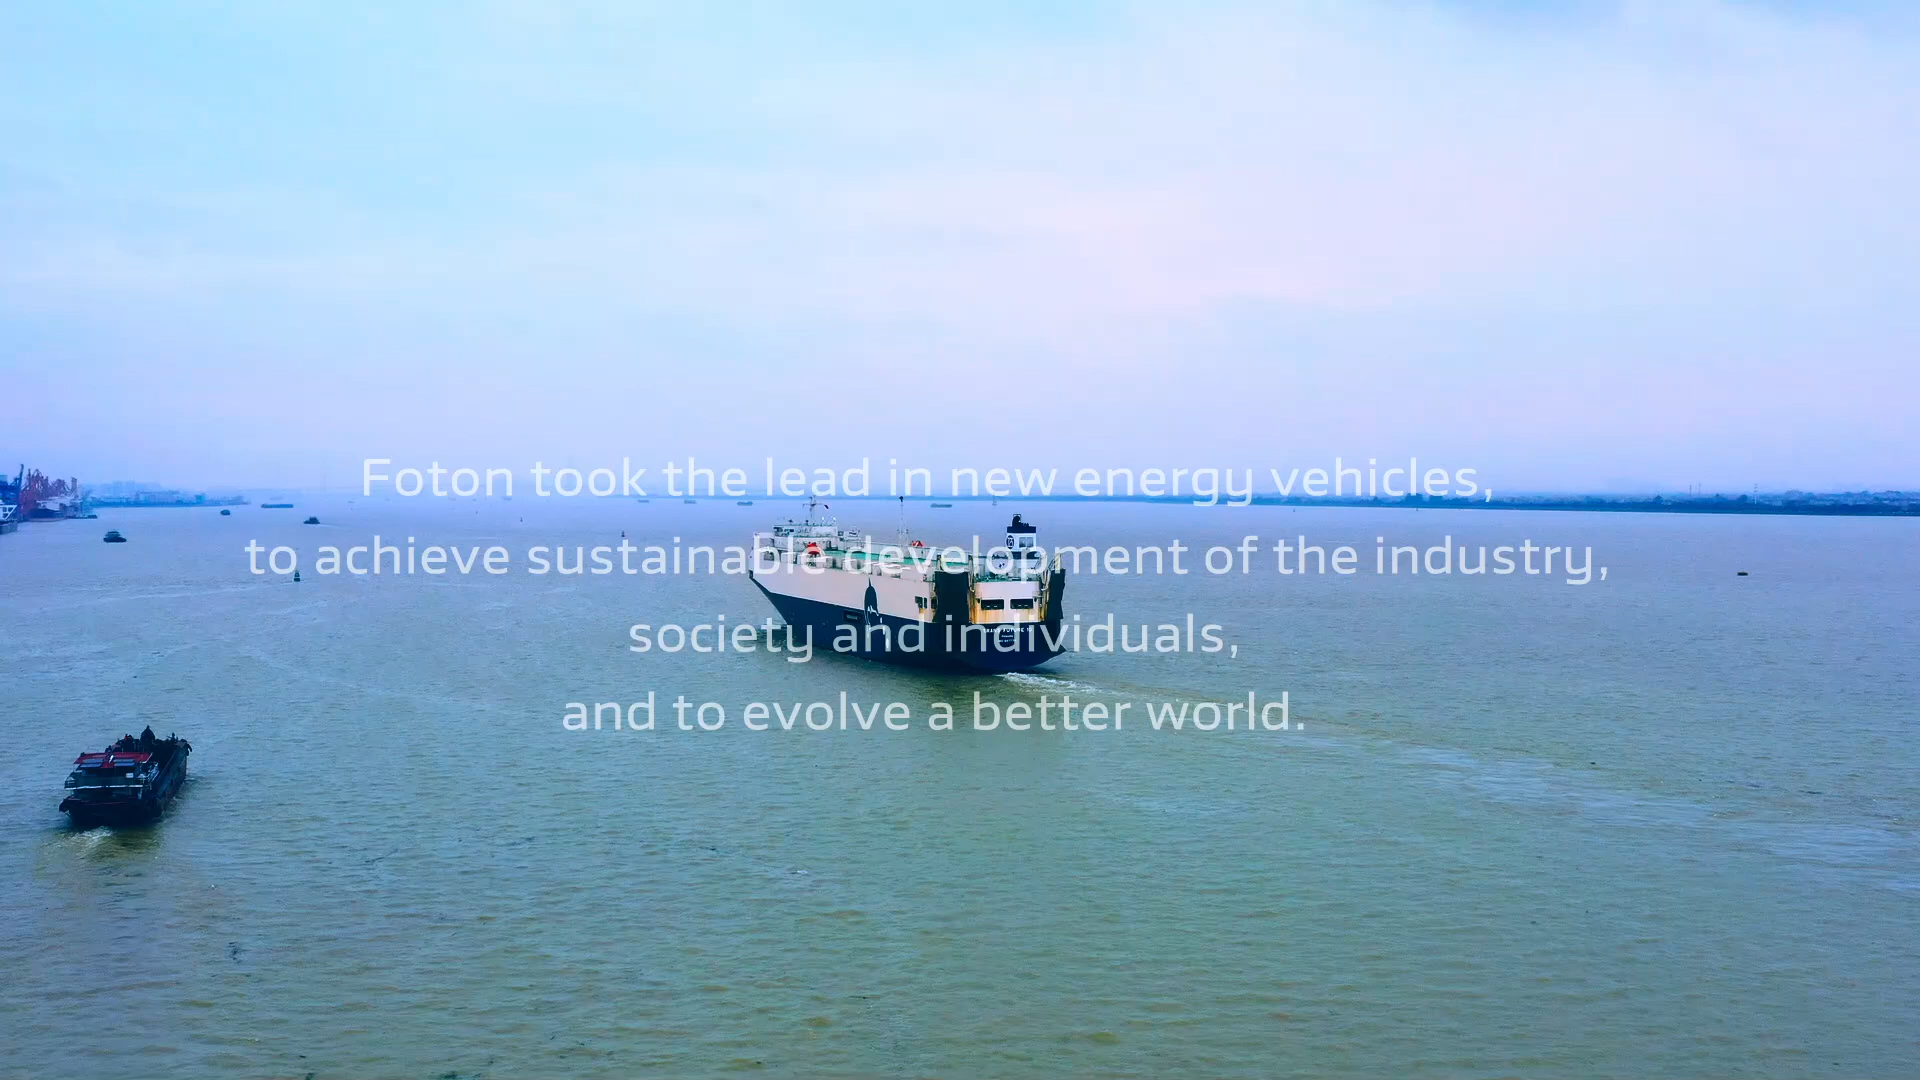 Foton took the lead in new energy vehicles,
to achieve sustainable development of the industry,
society and individuals,
and to evolve a better world.